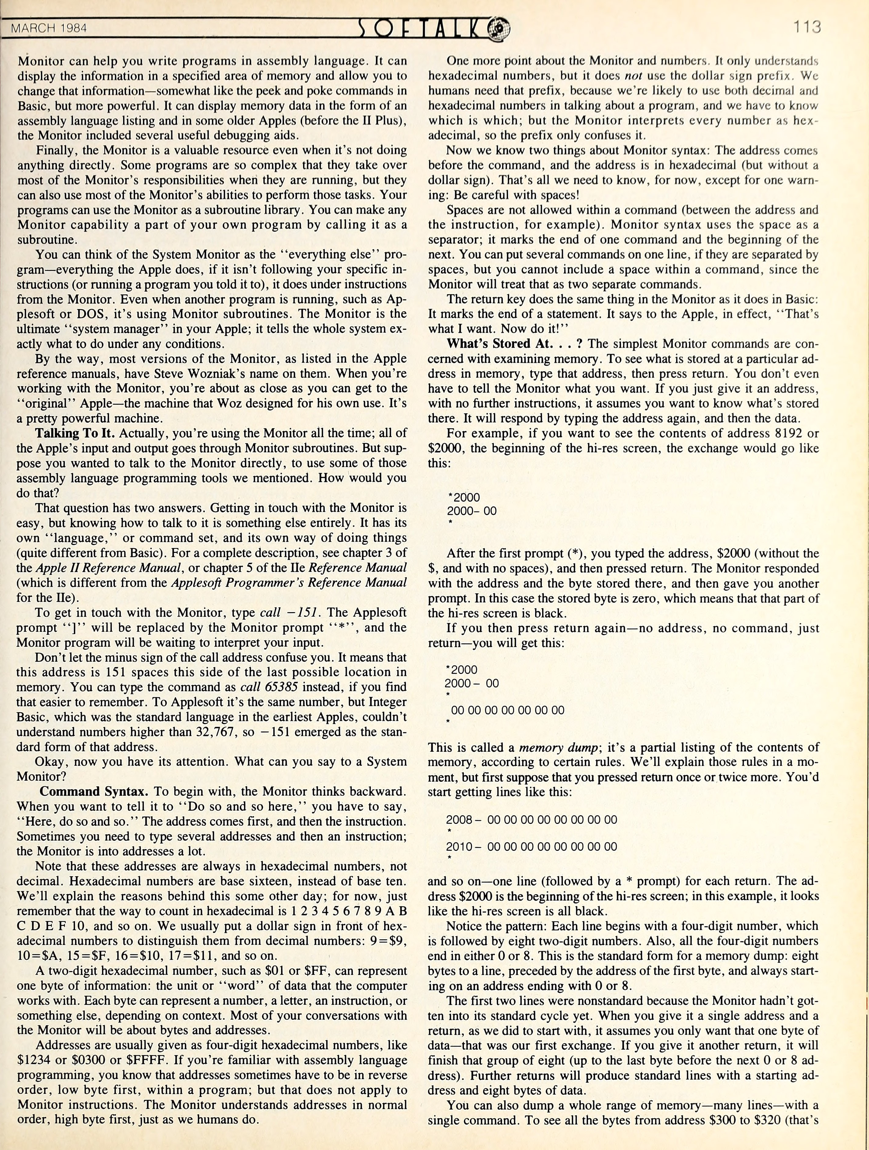 MARCH 1984
SOFTALK
113
Monitor can help you write programs in assembly language. It can
display the information in a specified area of memory and allow you to
change that information—somewhat like the peek and poke commands in
Basic, but more powerful. It can display memory data in the form of an
assembly language listing and in some older Apples (before the II Plus),
the Monitor included several useful debugging aids.
Finally, the Monitor is a valuable resource even when it's not doing
anything directly. Some programs are so complex that they take over
most of the Monitor's responsibilities when they are running, but they
can also use most of the Monitor's abilities to perform those tasks. Your
programs can use the Monitor as a subroutine library. You can make any
Monitor capability a part of your own program by calling it as a
subroutine.
You can think of the System Monitor as the ''everything else'' pro-
gram—everything the Apple does, if it isn't following your specific in-
structions (or running a program you told it to), it does under instructions
from the Monitor. Even when another program is running, such as Ap-
plesoft or DOS, it's using Monitor subroutines. The Monitor is the
ultimate ''system manager'' in your Apple; it tells the whole system ex-
actly what to do under any conditions.
By the way, most versions of the Monitor, as listed in the Apple
reference manuals, have Steve Wozniak's name on them. When you're
working with the Monitor, you're about as close as you can get to the
''original'' Apple—the machine that Woz designed for his own use. It's
a pretty powerful machine.
Talking To It. Actually, you're using the Monitor all the time; all of
the Apple's input and output goes through Monitor subroutines. But sup-
pose you wanted to talk to the Monitor directly, to use some of those
assembly language programming tools we mentioned. How would you
do that?
That question has two answers. Getting in touch with the Monitor is
easy, but knowing how to talk to it is something else entirely. It has its
own ''language,'' or command set, and its own way of doing things
(quite different from Basic). For a complete description, see chapter 3 of
the Apple II Reference Manual, or chapter 5 of the IIe Reference Manual
(which is different from the Applesoft Programmer's Reference Manual
for the IIe).
To get in touch with the Monitor, type call −151. The Applesoft
prompt '']'' will be replaced by the Monitor prompt ''*'', and the
Monitor program will be waiting to interpret your input.
Don't let the minus sign of the call address confuse you. It means that
this address is 151 spaces this side of the last possible location in
memory. You can type the command as call 65385 instead, if you find
that easier to remember. To Applesoft it's the same number, but Integer
Basic, which was the standard language in the earliest Apples, couldn't
understand numbers higher than 32,767, so −151 emerged as the stan-
dard form of that address.
Okay, now you have its attention. What can you say to a System
Monitor?
Command Syntax. To begin with, the Monitor thinks backward.
When you want to tell it to ''Do so and so here,'' you have to say,
''Here, do so and so.'' The address comes first, and then the instruction.
Sometimes you need to type several addresses and then an instruction;
the Monitor is into addresses a lot.
Note that these addresses are always in hexadecimal numbers, not
decimal. Hexadecimal numbers are base sixteen, instead of base ten.
We'll explain the reasons behind this some other day; for now, just
remember that the way to count in hexadecimal is 1 2 3 4 5 6 7 8 9 A B
C D E F 10, and so on. We usually put a dollar sign in front of hex-
adecimal numbers to distinguish them from decimal numbers: 9=$9,
10=$A, 15=$F, 16=$10, 17=$11, and so on.
A two-digit hexadecimal number, such as $01 or $FF, can represent
one byte of information: the unit or ''word'' of data that the computer
works with. Each byte can represent a number, a letter, an instruction, or
something else, depending on context. Most of your conversations with
the Monitor will be about bytes and addresses.
Addresses are usually given as four-digit hexadecimal numbers, like
$1234 or $0300 or $FFFF. If you're familiar with assembly language
programming, you know that addresses sometimes have to be in reverse
order, low byte first, within a program; but that does not apply to
Monitor instructions. The Monitor understands addresses in normal
order, high byte first, just as we humans do.
One more point about the Monitor and numbers. It only understands
hexadecimal numbers, but it does not use the dollar sign prefix. We
humans need that prefix, because we're likely to use both decimal and
hexadecimal numbers in talking about a program, and we have to know
which is which; but the Monitor interprets every number as hex-
adecimal, so the prefix only confuses it.
Now we know two things about Monitor syntax: The address comes
before the command, and the address is in hexadecimal (but without a
dollar sign). That's all we need to know, for now, except for one warn-
ing: Be careful with spaces!
Spaces are not allowed within a command (between the address and
the instruction, for example). Monitor syntax uses the space as a
separator; it marks the end of one command and the beginning of the
next. You can put several commands on one line, if they are separated by
spaces, but you cannot include a space within a command, since the
Monitor will treat that as two separate commands.
The return key does the same thing in the Monitor as it does in Basic:
It marks the end of a statement. It says to the Apple, in effect, ''That's
what I want. Now do it!''
What's Stored At. . . ? The simplest Monitor commands are con-
cerned with examining memory. To see what is stored at a particular ad-
dress in memory, type that address, then press return. You don't even
have to tell the Monitor what you want. If you just give it an address,
with no further instructions, it assumes you want to know what's stored
there. It will respond by typing the address again, and then the data.
For example, if you want to see the contents of address 8192 or
$2000, the beginning of the hi-res screen, the exchange would go like
this:
*2000
2000- 00
*
After the first prompt (*), you typed the address, $2000 (without the
$, and with no spaces), and then pressed return. The Monitor responded
with the address and the byte stored there, and then gave you another
prompt. In this case the stored byte is zero, which means that that part of
the hi-res screen is black.
If you then press return again—no address, no command, just
return—you will get this:
*2000
2000 - 00
*
00 00 00 00 00 00 00
*
This is called a memory dump; it's a partial listing of the contents of
memory, according to certain rules. We'll explain those rules in a mo-
ment, but first suppose that you pressed return once or twice more. You'd
start getting lines like this:
2008 - 00 00 00 00 00 00 00 00
*
2010 - 00 00 00 00 00 00 00 00
*
and so on—one line (followed by a * prompt) for each return. The ad-
dress $2000 is the beginning of the hi-res screen; in this example, it looks
like the hi-res screen is all black.
Notice the pattern: Each line begins with a four-digit number, which
is followed by eight two-digit numbers. Also, all the four-digit numbers
end in either 0 or 8. This is the standard form for a memory dump: eight
bytes to a line, preceded by the address of the first byte, and always start-
ing on an address ending with 0 or 8.
The first two lines were nonstandard because the Monitor hadn't got-
ten into its standard cycle yet. When you give it a single address and a
return, as we did to start with, it assumes you only want that one byte of
data—that was our first exchange. If you give it another return, it will
finish that group of eight (up to the last byte before the next 0 or 8 ad-
dress). Further returns will produce standard lines with a starting ad-
dress and eight bytes of data.
You can also dump a whole range of memory—many lines—with a
single command. To see all the bytes from address $300 to $320 (that's